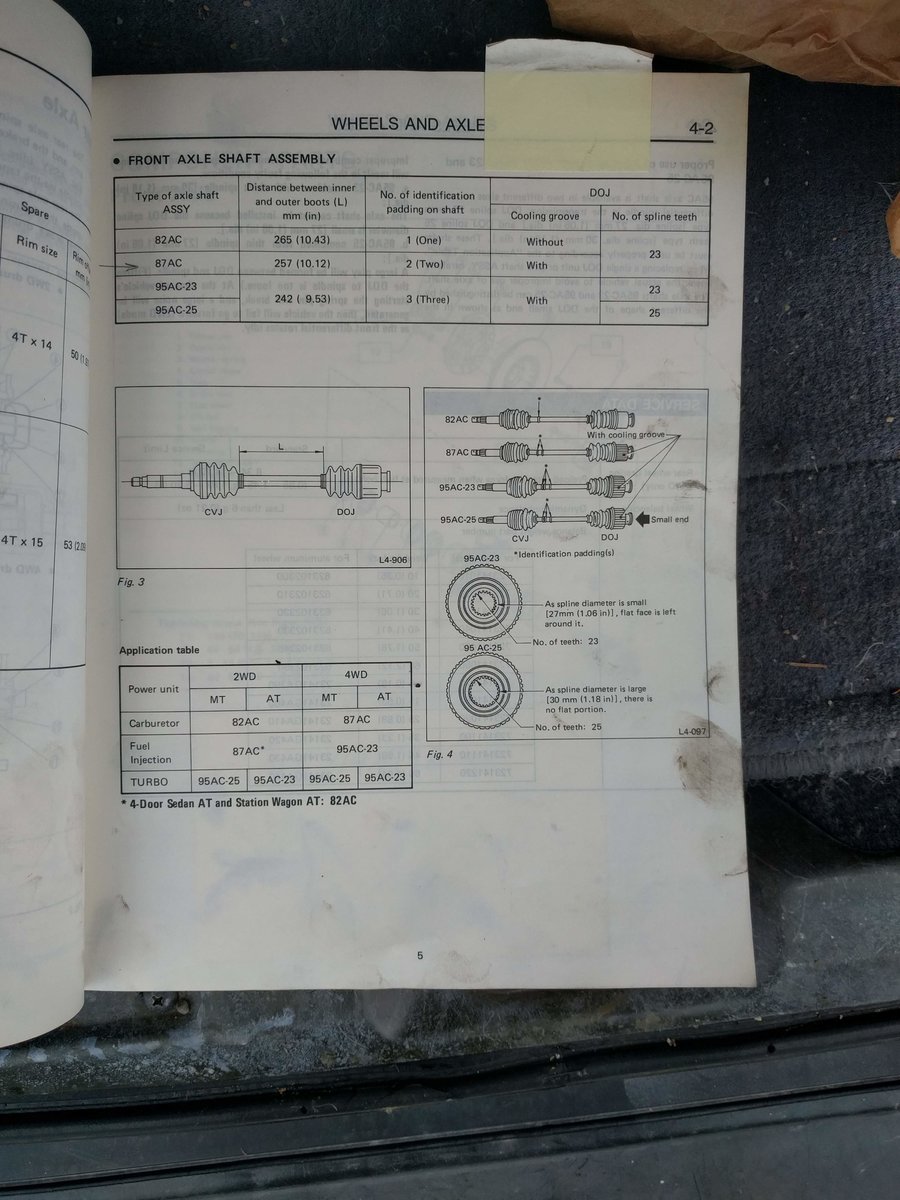 Spare
Rim size
4T x 14
4T x 15
WHEELS AND AXLES
4-2
• FRONT AXLE SHAFT ASSEMBLY
Type of axle shaft ASSY
Distance between inner and outer boots (L) mm (in)
No. of identification padding on shaft
DOJ
Cooling groove
No. of spline teeth
82AC
265 (10.43)
1 (One)
Without
23
87AC
257 (10.12)
2 (Two)
With
95AC-23
242 ( 9.53)
3 (Three)
With
23
95AC-25
25
L
CVJ
DOJ
L4-906
Fig. 3
82AC
With cooling groove
87AC
95AC-23
95AC-25
Small end
CVJ
DOJ
*Identification padding(s)
95AC-23
As spline diameter is small
[27mm (1.06 in)], flat face is left
around it.
No. of teeth: 23
95 AC-25
As spline diameter is large
[30 mm (1.18 in)], there is
no flat portion.
No. of teeth: 25
L4-097
Fig. 4
Application table
Power unit
2WD
4WD
MT
AT
MT
AT
Carburetor
82AC
87AC
Fuel Injection
87AC*
95AC-23
TURBO
95AC-25
95AC-23
95AC-25
95AC-23
* 4-Door Sedan AT and Station Wagon AT: 82AC
5